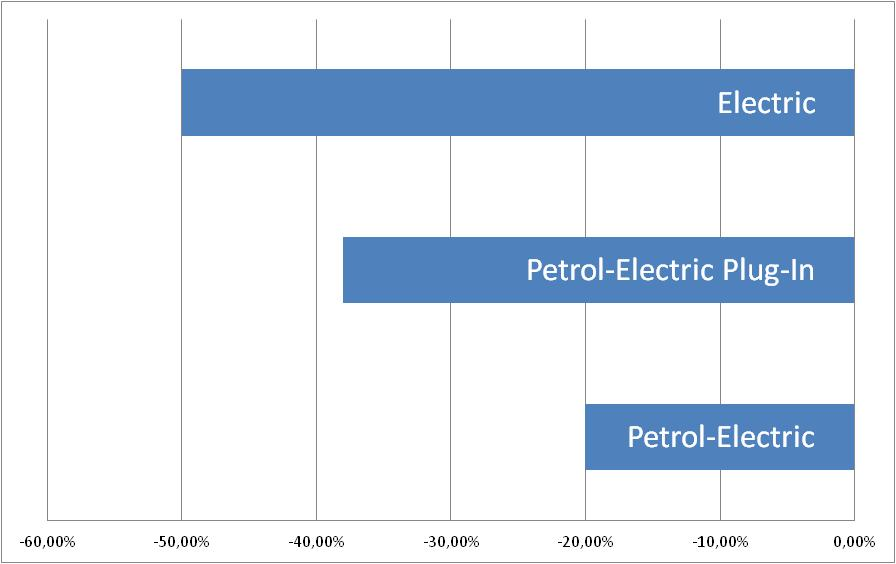 Electric
Petrol-Electric Plug-In
Petrol-Electric
-60,00% -50,00% -40,00% -30,00% -20,00% -10,00% 0,00%